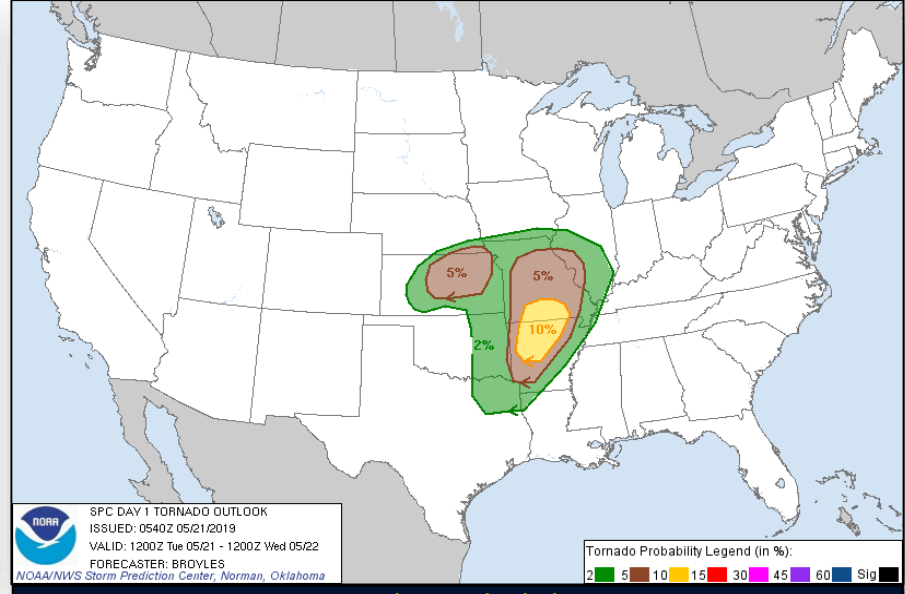 5%
5%
10%
2%
SPC DAY 1 TORNADO OUTLOOK
ISSUED: 0540Z 05/21/2019
VALID: 1200Z Tue 05/21 - 1200Z Wed 05/22
FORECASTER: BROYLES
NOAA/NWS Storm Prediction Center, Norman, Oklahoma
NOAA
Tornado Probability Legend (in %):
2 5 10 15 30 45 60 Sig